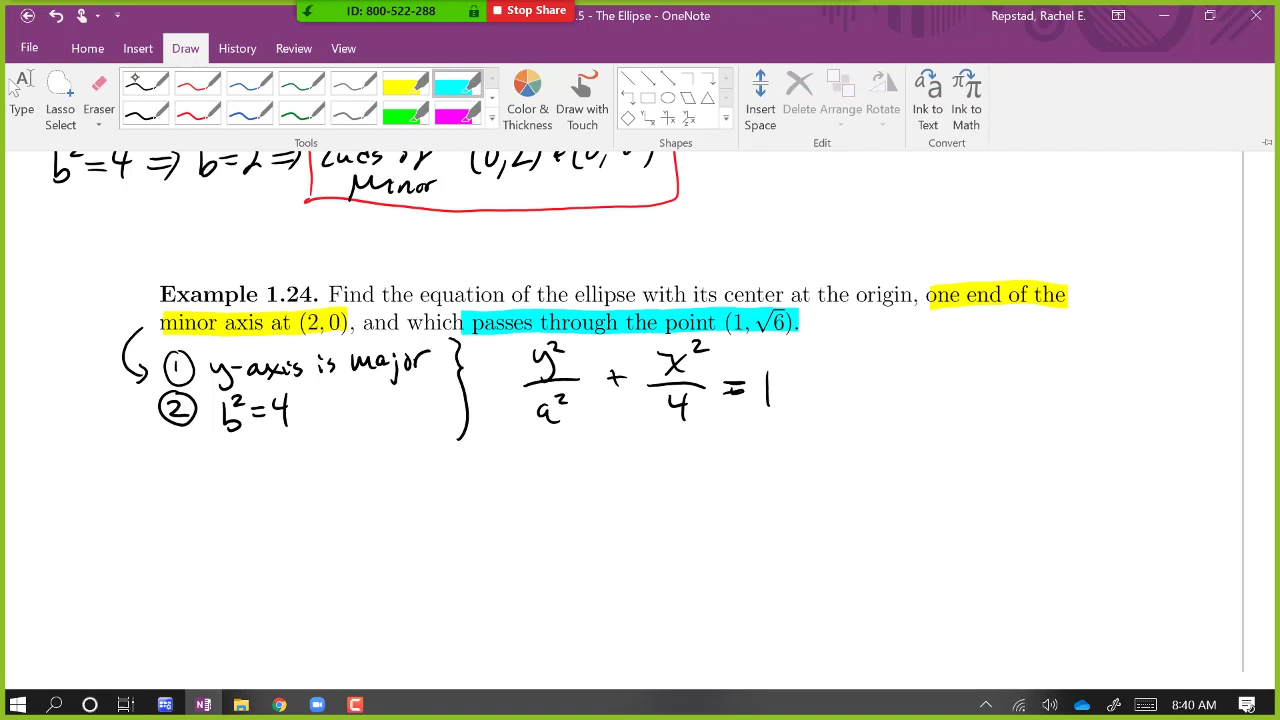 ID: 800-522-288 Stop Share
.5 - The Ellipse - OneNote
Repstad, Rachel E.
File Home Insert Draw History Review View
Type
Lasso Select
Eraser
Color & Thickness
Draw with Touch
Insert Space
Delete
Arrange
Rotate
Ink to Text
Ink to Math
Tools
Shapes
Edit
Convert
b²=4 ⇒ b=2 ⇒
Minor
Example 1.24. Find the equation of the ellipse with its center at the origin, one end of the
minor axis at (2, 0), and which passes through the point (1, √6).
① y-axis is major
② b²=4
y²/a² + x²/4 = 1
8:40 AM